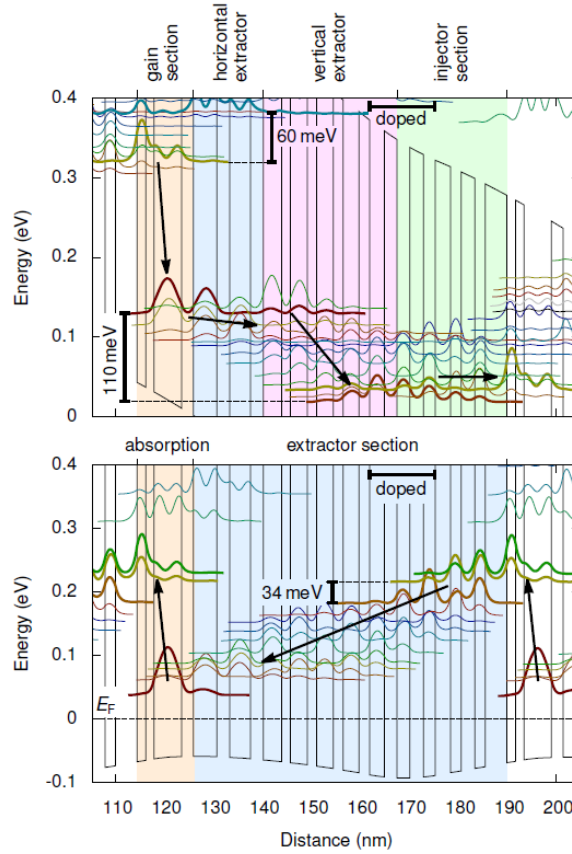 gain section
horizontal extractor
vertical extractor
injector section
0.4
0.3
0.2
0.1
0
Energy (eV)
60 meV
doped
110 meV
absorption
extractor section
0.4
0.3
0.2
0.1
0
-0.1
Energy (eV)
doped
34 meV
EF
110 120 130 140 150 160 170 180 190 200
Distance (nm)